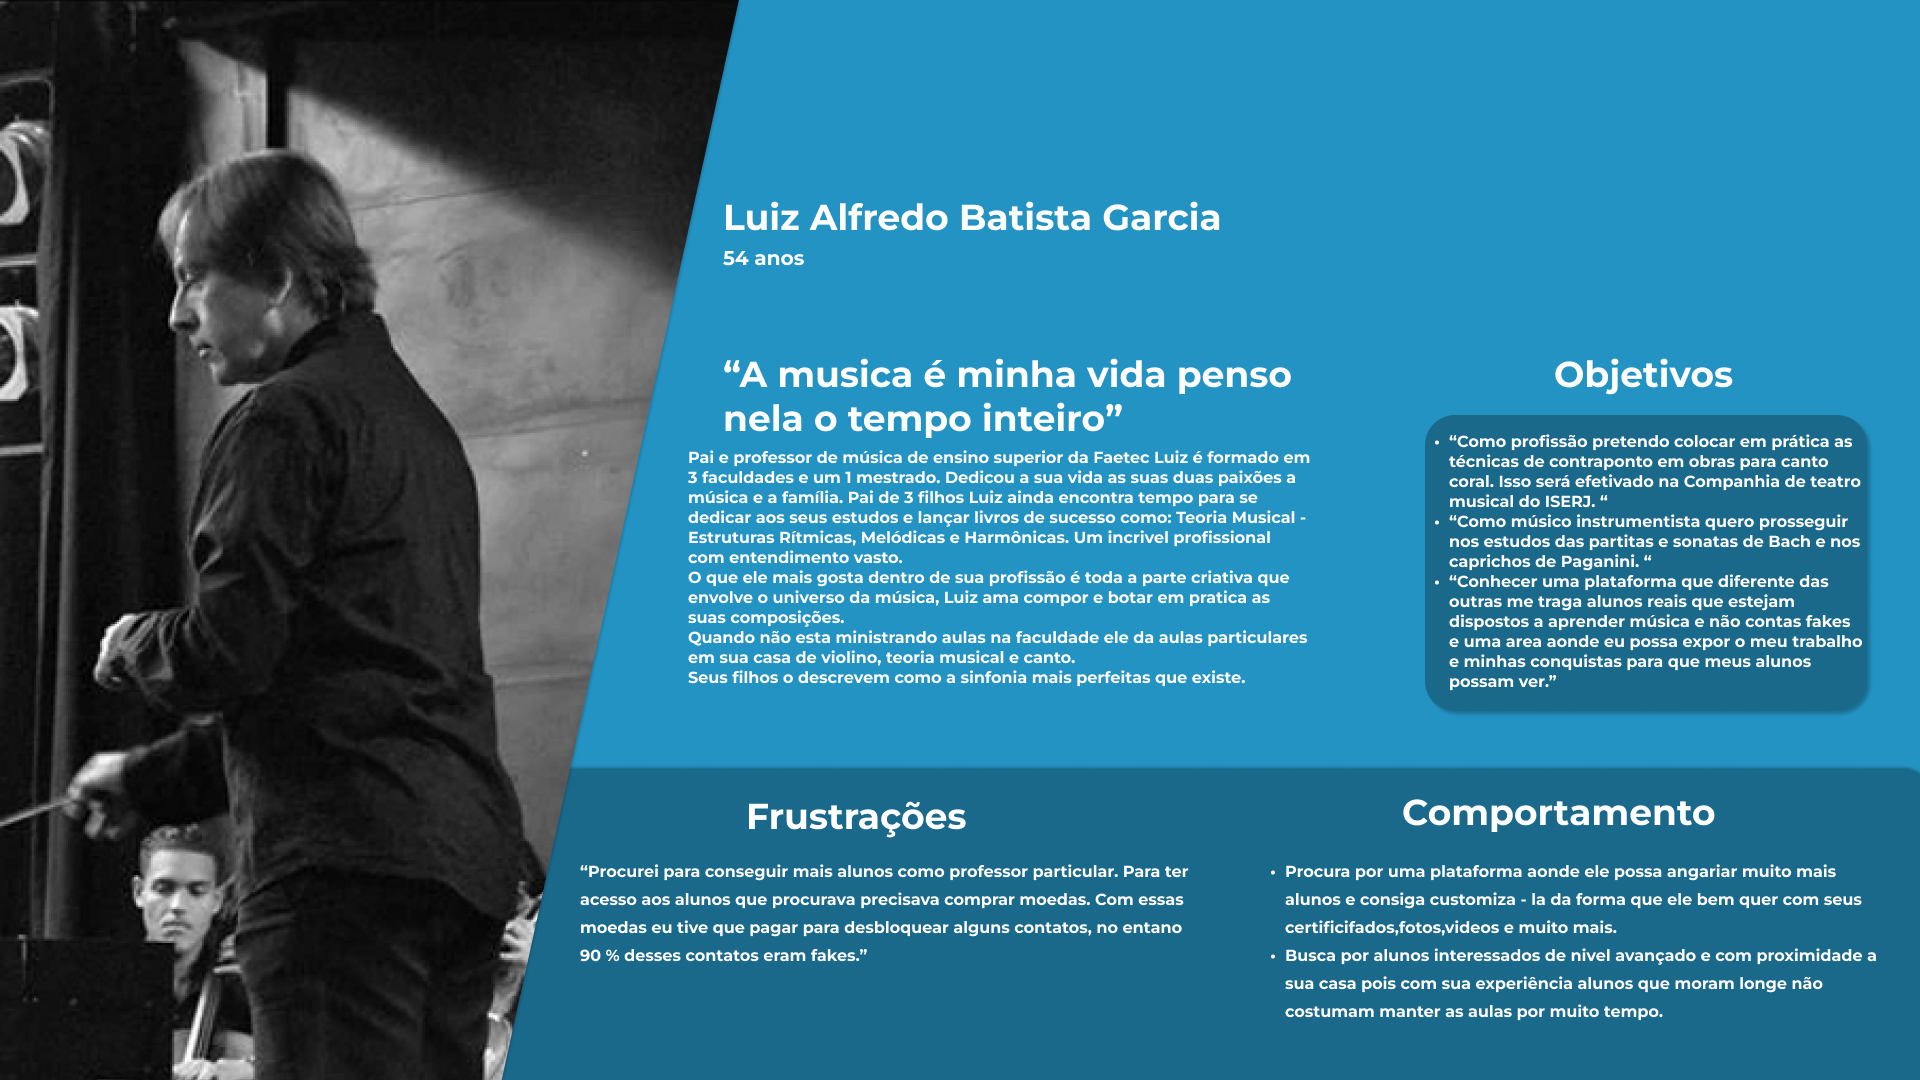 Luiz Alfredo Batista Garcia
54 anos
“A musica é minha vida penso
nela o tempo inteiro”
Pai e professor de música de ensino superior da Faetec Luiz é formado em
3 faculdades e um 1 mestrado. Dedicou a sua vida as suas duas paixões a
música e a família. Pai de 3 filhos Luiz ainda encontra tempo para se
dedicar aos seus estudos e lançar livros de sucesso como: Teoria Musical -
Estruturas Rítmicas, Melódicas e Harmônicas. Um incrivel profissional
com entendimento vasto.
O que ele mais gosta dentro de sua profissão é toda a parte criativa que
envolve o universo da música, Luiz ama compor e botar em pratica as
suas composições.
Quando não esta ministrando aulas na faculdade ele da aulas particulares
em sua casa de violino, teoria musical e canto.
Seus filhos o descrevem como a sinfonia mais perfeitas que existe.
Objetivos
• “Como profissão pretendo colocar em prática as
técnicas de contraponto em obras para canto
coral. Isso será efetivado na Companhia de teatro
musical do ISERJ. “
• “Como músico instrumentista quero prosseguir
nos estudos das partitas e sonatas de Bach e nos
caprichos de Paganini. “
• “Conhecer uma plataforma que diferente das
outras me traga alunos reais que estejam
dispostos a aprender música e não contas fakes
e uma area aonde eu possa expor o meu trabalho
e minhas conquistas para que meus alunos
possam ver.”
Frustrações
“Procurei para conseguir mais alunos como professor particular. Para ter
acesso aos alunos que procurava precisava comprar moedas. Com essas
moedas eu tive que pagar para desbloquear alguns contatos, no entano
90 % desses contatos eram fakes.”
Comportamento
• Procura por uma plataforma aonde ele possa angariar muito mais
alunos e consiga customiza - la da forma que ele bem quer com seus
certificifados,fotos,videos e muito mais.
• Busca por alunos interessados de nivel avançado e com proximidade a
sua casa pois com sua experiência alunos que moram longe não
costumam manter as aulas por muito tempo.